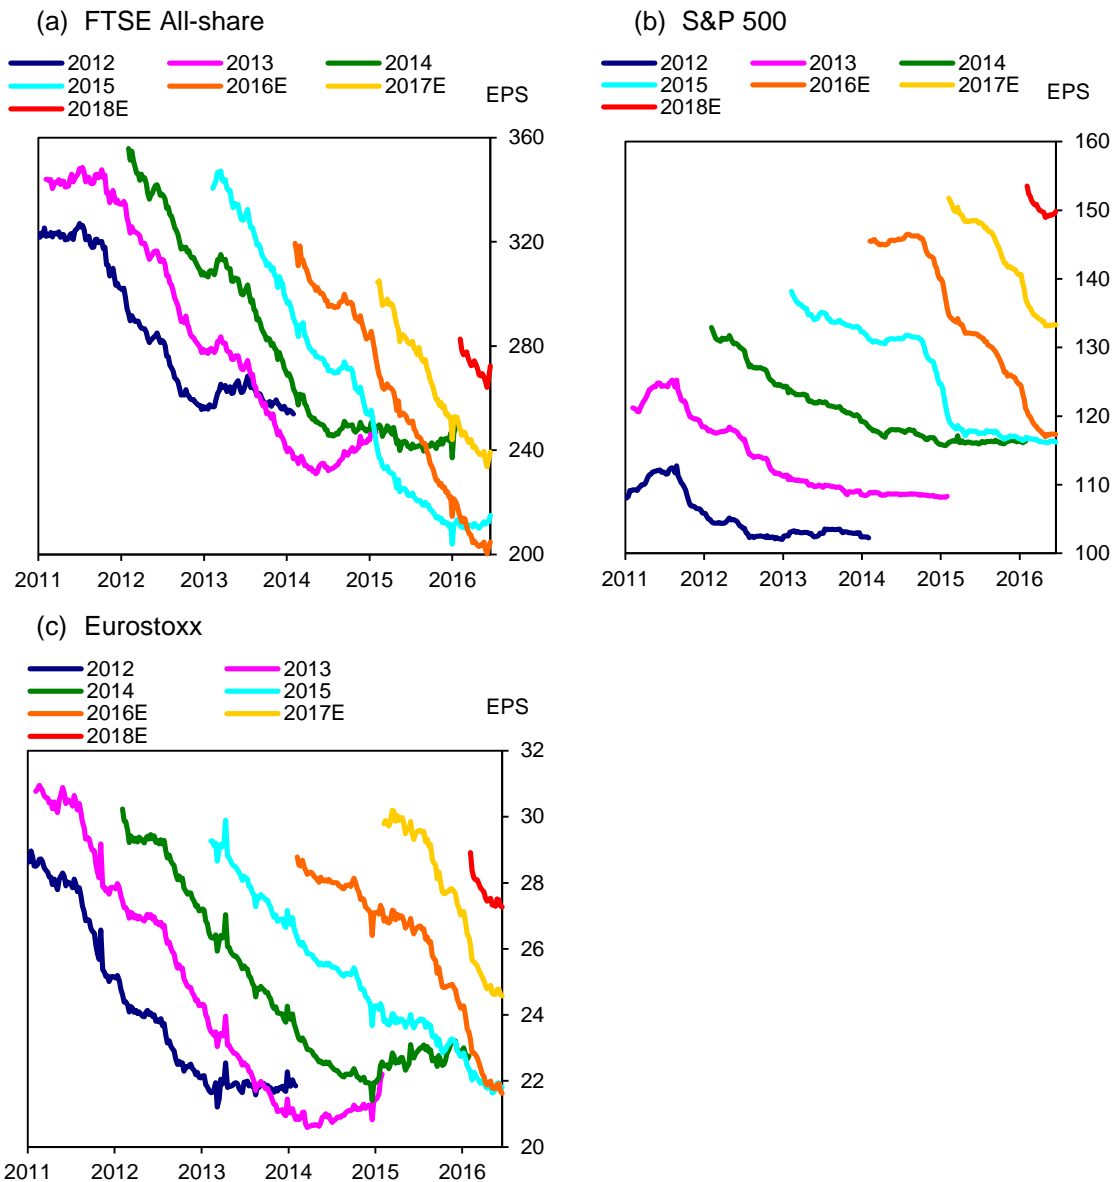 (a) FTSE All-share
2012 2013 2014
2015 2016E 2017E
2018E
EPS
360
320
280
240
200
2011 2012 2013 2014 2015 2016
(b) S&P 500
2012 2013 2014
2015 2016E 2017E
2018E
EPS
160
150
140
130
120
110
100
2011 2012 2013 2014 2015 2016
(c) Eurostoxx
2012 2013
2014 2015
2016E 2017E
2018E
EPS
32
30
28
26
24
22
20
2011 2012 2013 2014 2015 2016